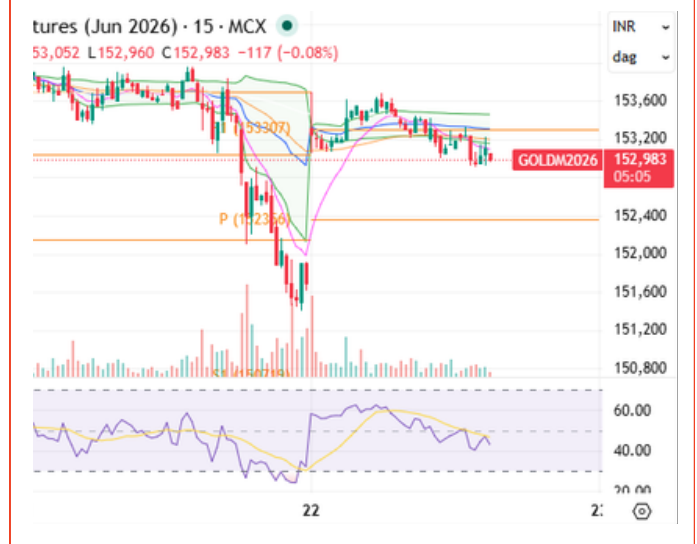 tures (Jun 2026) · 15 · MCX
53,052 L152,960 C152,983 −117 (−0.08%)
INR
dag
153,600
(153307)
153,200
GOLDM2026
152,983
05:05
P (152356)
152,400
152,000
151,600
151,200
S1 (150719)
150,800
60.00
40.00
20.00
22